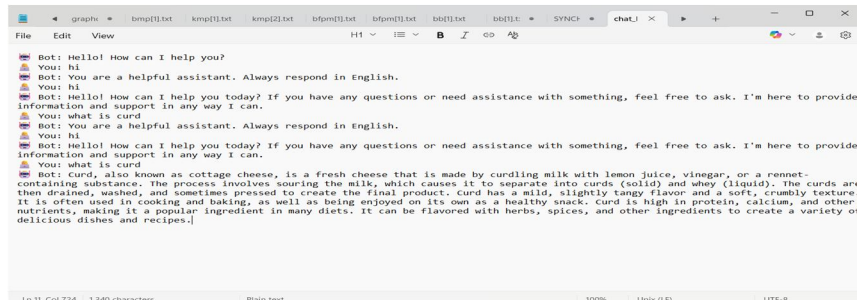 graphi bmp[1].txt kmp[1].txt kmp[2].txt bfpm[1].txt bfpm[1].txt bb[1].txt bb[1].t: SYNCH chat_l
File Edit View H1 B I
Bot: Hello! How can I help you?
You: hi
Bot: You are a helpful assistant. Always respond in English.
You: hi
Bot: Hello! How can I help you today? If you have any questions or need assistance with something, feel free to ask. I'm here to provide
information and support in any way I can.
You: what is curd
Bot: You are a helpful assistant. Always respond in English.
You: hi
Bot: Hello! How can I help you today? If you have any questions or need assistance with something, feel free to ask. I'm here to provide
information and support in any way I can.
You: what is curd
Bot: Curd, also known as cottage cheese, is a fresh cheese that is made by curdling milk with lemon juice, vinegar, or a rennet-
containing substance. The process involves souring the milk, which causes it to separate into curds (solid) and whey (liquid). The curds are
then drained, washed, and sometimes pressed to create the final product. Curd has a mild, slightly tangy flavor and a soft, crumbly texture.
It is often used in cooking and baking, as well as being enjoyed on its own as a healthy snack. Curd is high in protein, calcium, and other
nutrients, making it a popular ingredient in many diets. It can be flavored with herbs, spices, and other ingredients to create a variety of
delicious dishes and recipes.
Ln 21, Col 724 1,340 characters Plain text 100% Unix (LF) UTF-8